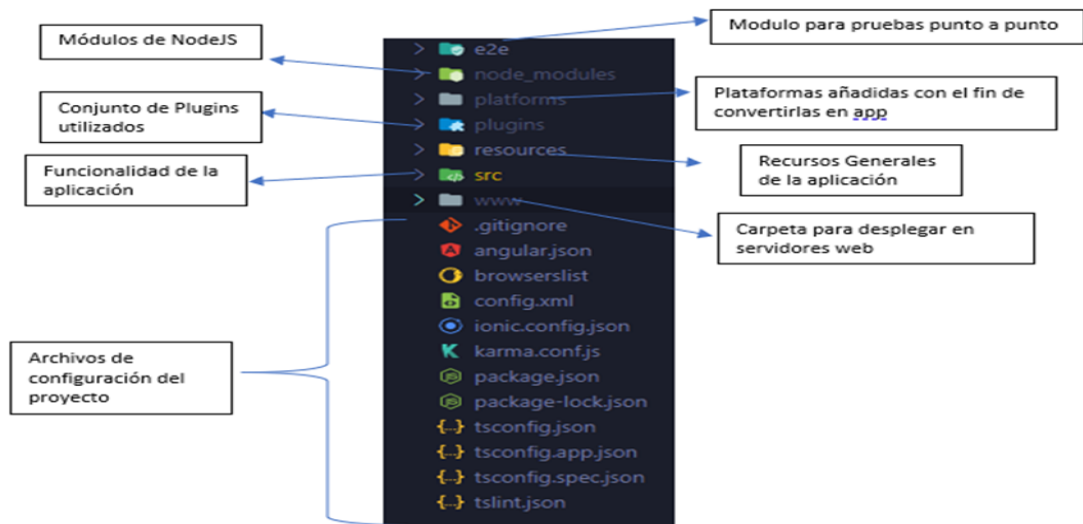 Modulo para pruebas punto a punto
Módulos de NodeJS
Conjunto de Plugins
utilizados
Funcionalidad de la
aplicación
Archivos de
configuración del
proyecto
e2e
node_modules
platforms
plugins
resources
src
www
.gitignore
angular.json
browserslist
config.xml
ionic.config.json
karma.conf.js
package.json
package-lock.json
tsconfig.json
tsconfig.app.json
tsconfig.spec.json
tslint.json
Plataformas añadidas con el fin de
convertirlas en app
Recursos Generales
de la aplicación
Carpeta para desplegar en
servidores web